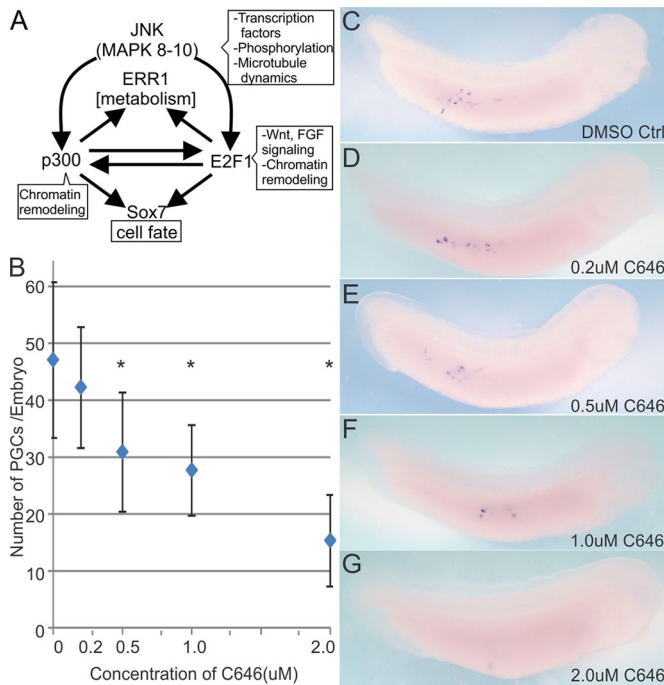 A
JNK
(MAPK 8-10)
-Transcription
factors
-Phosphorylation
-Microtubule
dynamics
ERR1
[metabolism]
p300
E2F1
-Wnt, FGF
signaling
-Chromatin
remodeling
Chromatin
remodeling
Sox7
cell fate
B
Number of PGCs /Embryo
60
50
40
30
20
10
0
*
*
*
0
0.2
0.5
1.0
2.0
Concentration of C646(uM)
C
DMSO Ctrl
D
0.2uM C646
E
0.5uM C646
F
1.0uM C646
G
2.0uM C646